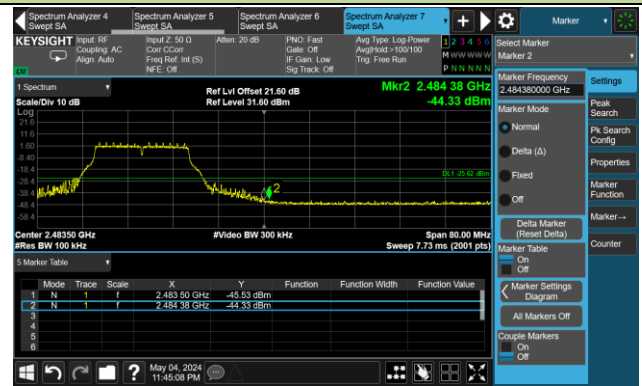 Spectrum Analyzer 4
Swept SA
Spectrum Analyzer 5
Swept SA
Spectrum Analyzer 6
Swept SA
Spectrum Analyzer 7
Swept SA
Marker
KEYSIGHT
Input: RF
Coupling: AC
Align: Auto
Input Z: 50 Ω
Corr CCorr
Freq Ref: Int (S)
NFE: Off
Atten: 20 dB
PNO: Fast
Gate: Off
IF Gain: Low
Sig Track: Off
Avg Type: Log-Power
Avg|Hold:>100/100
Trig: Free Run
1 2 3 4 5 6
M W W W W W
P N N N N N
Select Marker
Marker 2
1 Spectrum
Scale/Div 10 dB
Log
Ref Lvl Offset 21.60 dB
Ref Level 31.60 dBm
Mkr2 2.484 38 GHz
-44.33 dBm
21.6
11.6
1.60
-8.40
-18.4
-28.4
-38.4
-48.4
-58.4
DL1 -25.62 dBm
2
Center 2.48350 GHz
#Res BW 100 kHz
#Video BW 300 kHz
Span 80.00 MHz
Sweep 7.73 ms (2001 pts)
5 Marker Table
Mode Trace Scale X Y Function Function Width Function Value
1 N 1 f 2.483 50 GHz -45.53 dBm
2 N 1 f 2.484 38 GHz -44.33 dBm
3
4
5
6
Marker Frequency
2.484380000 GHz
Marker Mode
Normal
Delta (Δ)
Fixed
Off
Delta Marker
(Reset Delta)
Marker Table
On
Off
Marker Settings
Diagram
All Markers Off
Couple Markers
On
Off
Settings
Peak
Search
Pk Search
Config
Properties
Marker
Function
Marker→
Counter
May 04, 2024
11:45:08 PM